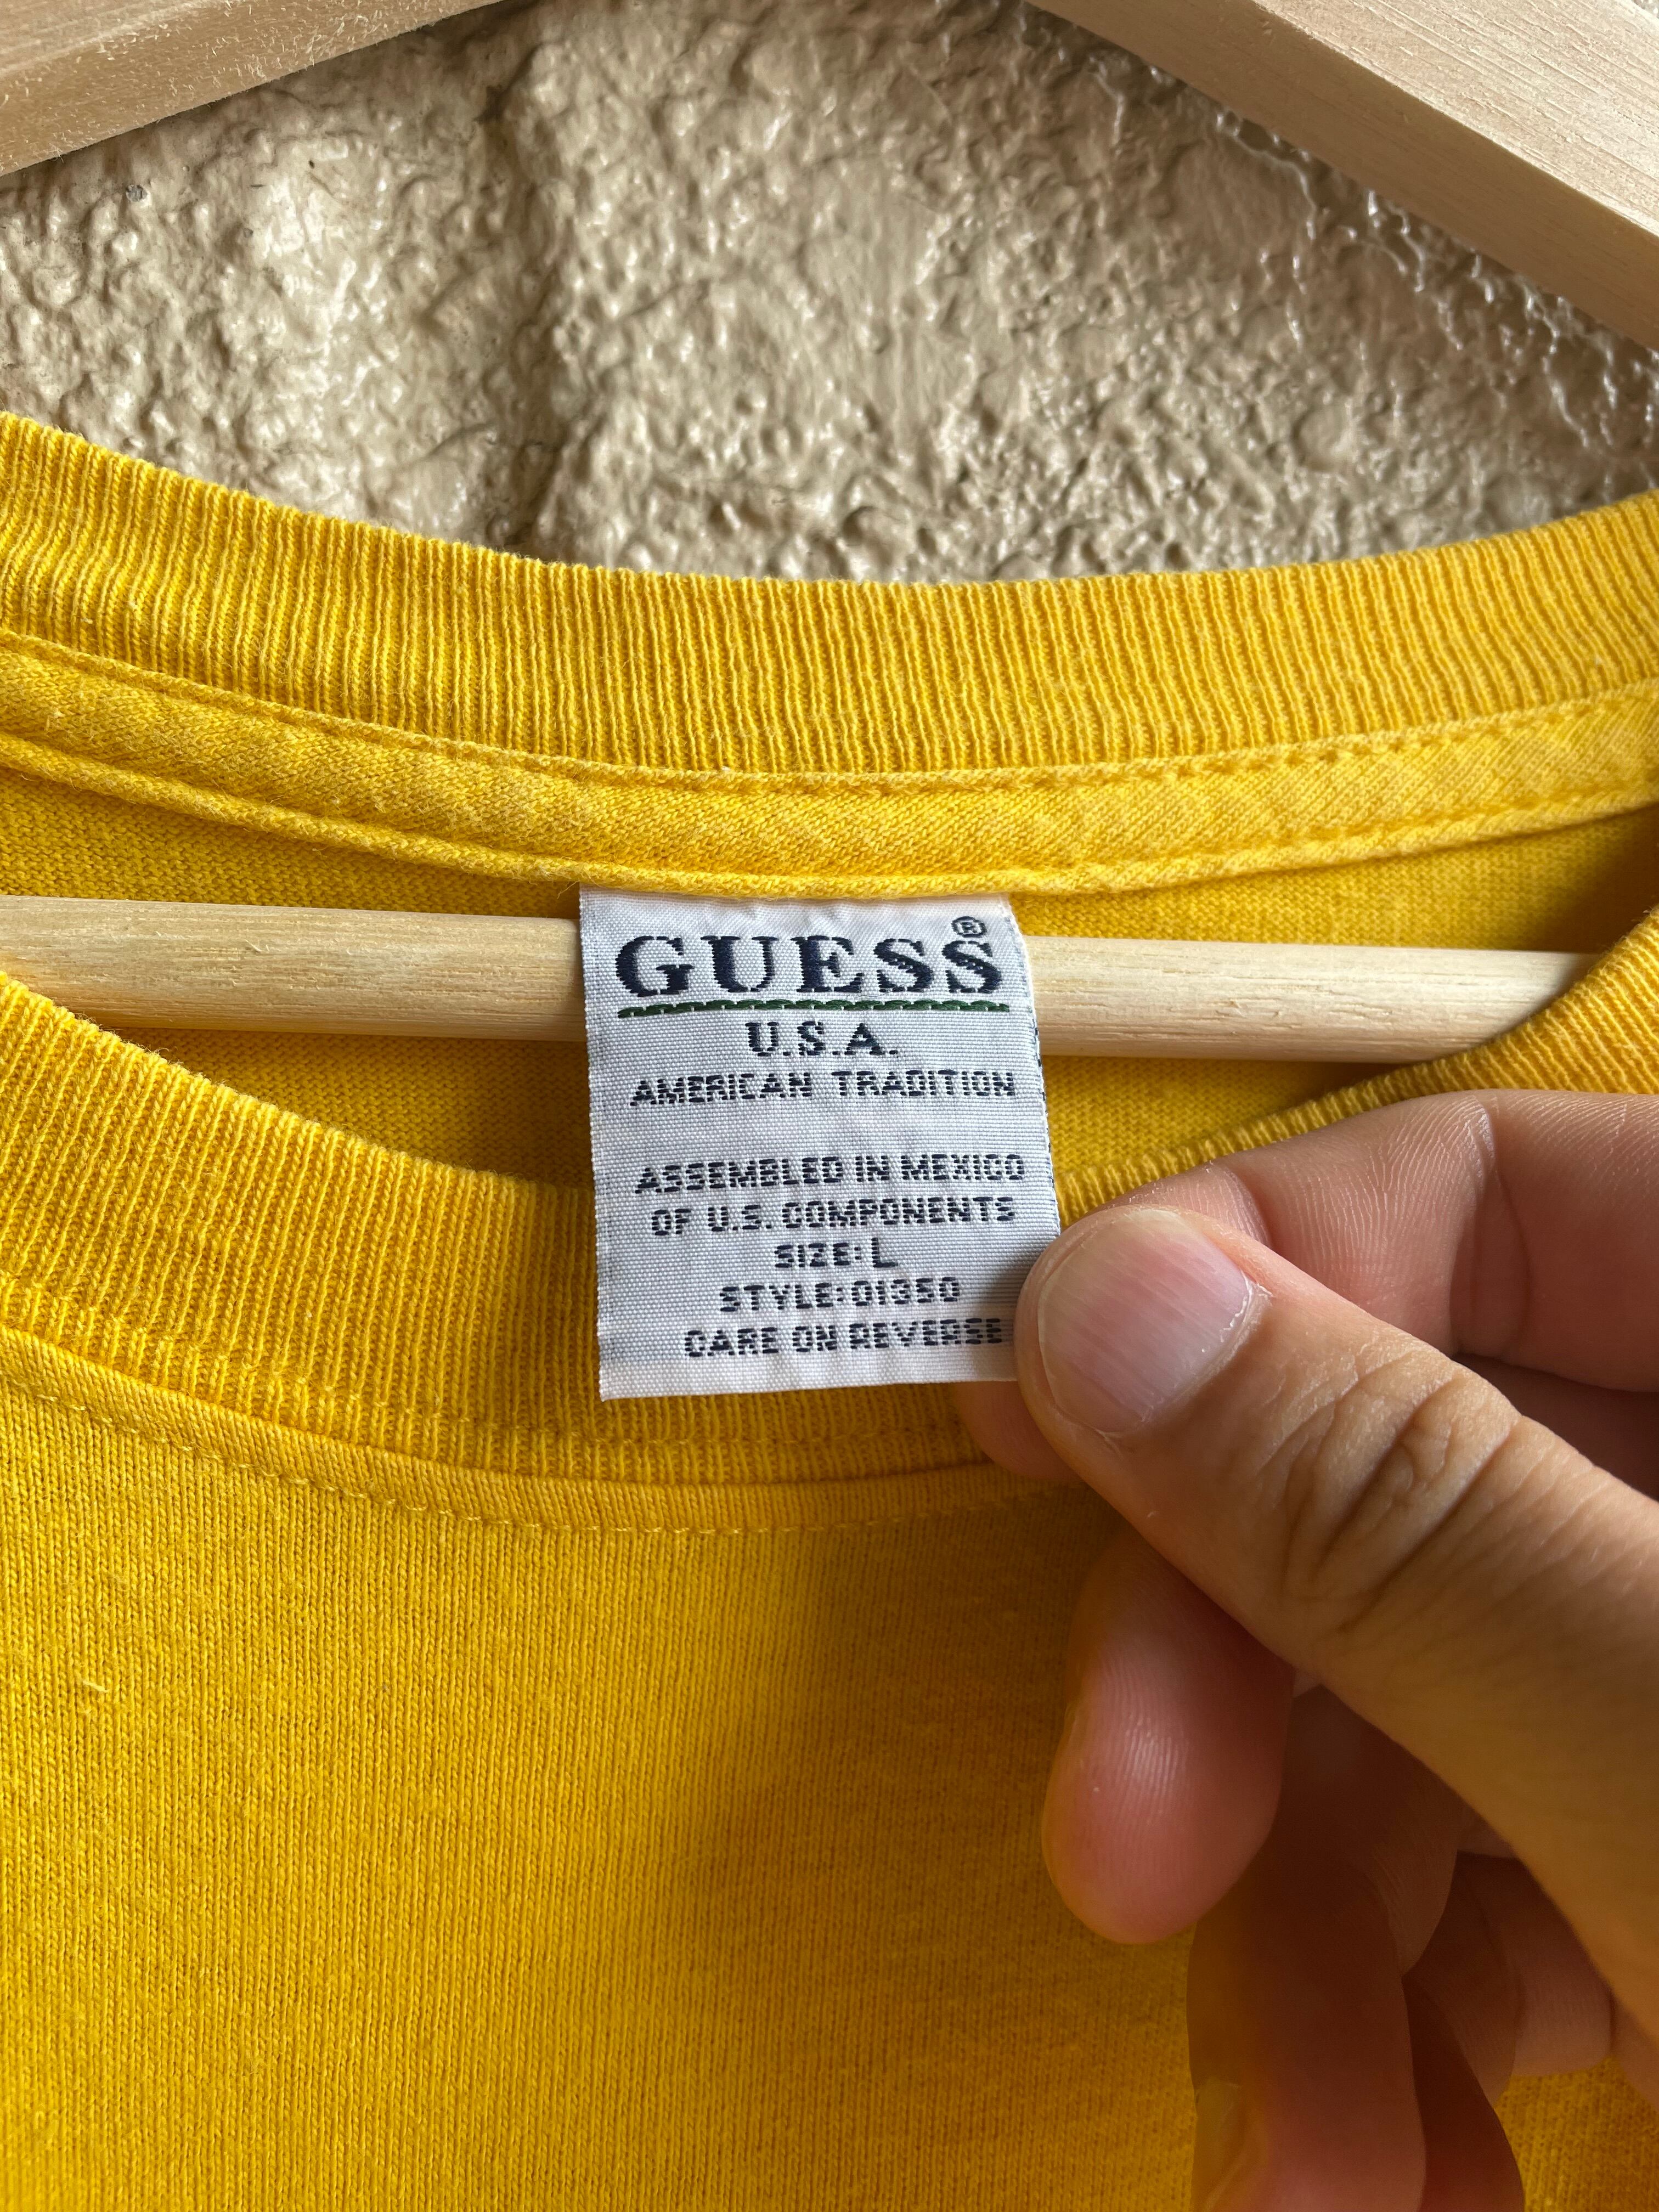 GUESS®
U.S.A.
AMERICAN TRADITION
ASSEMBLED IN MEXICO
OF U.S. COMPONENTS
SIZE: L
STYLE: 01350
CARE ON REVERSE